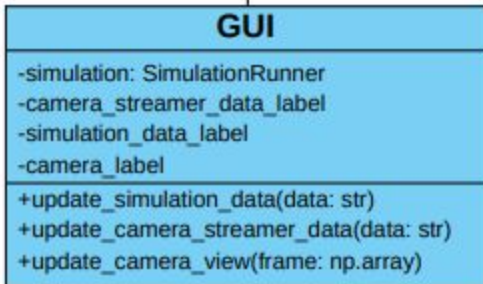 GUI
-simulation: SimulationRunner
-camera_streamer_data_label
-simulation_data_label
-camera_label
+update_simulation_data(data: str)
+update_camera_streamer_data(data: str)
+update_camera_view(frame: np.array)